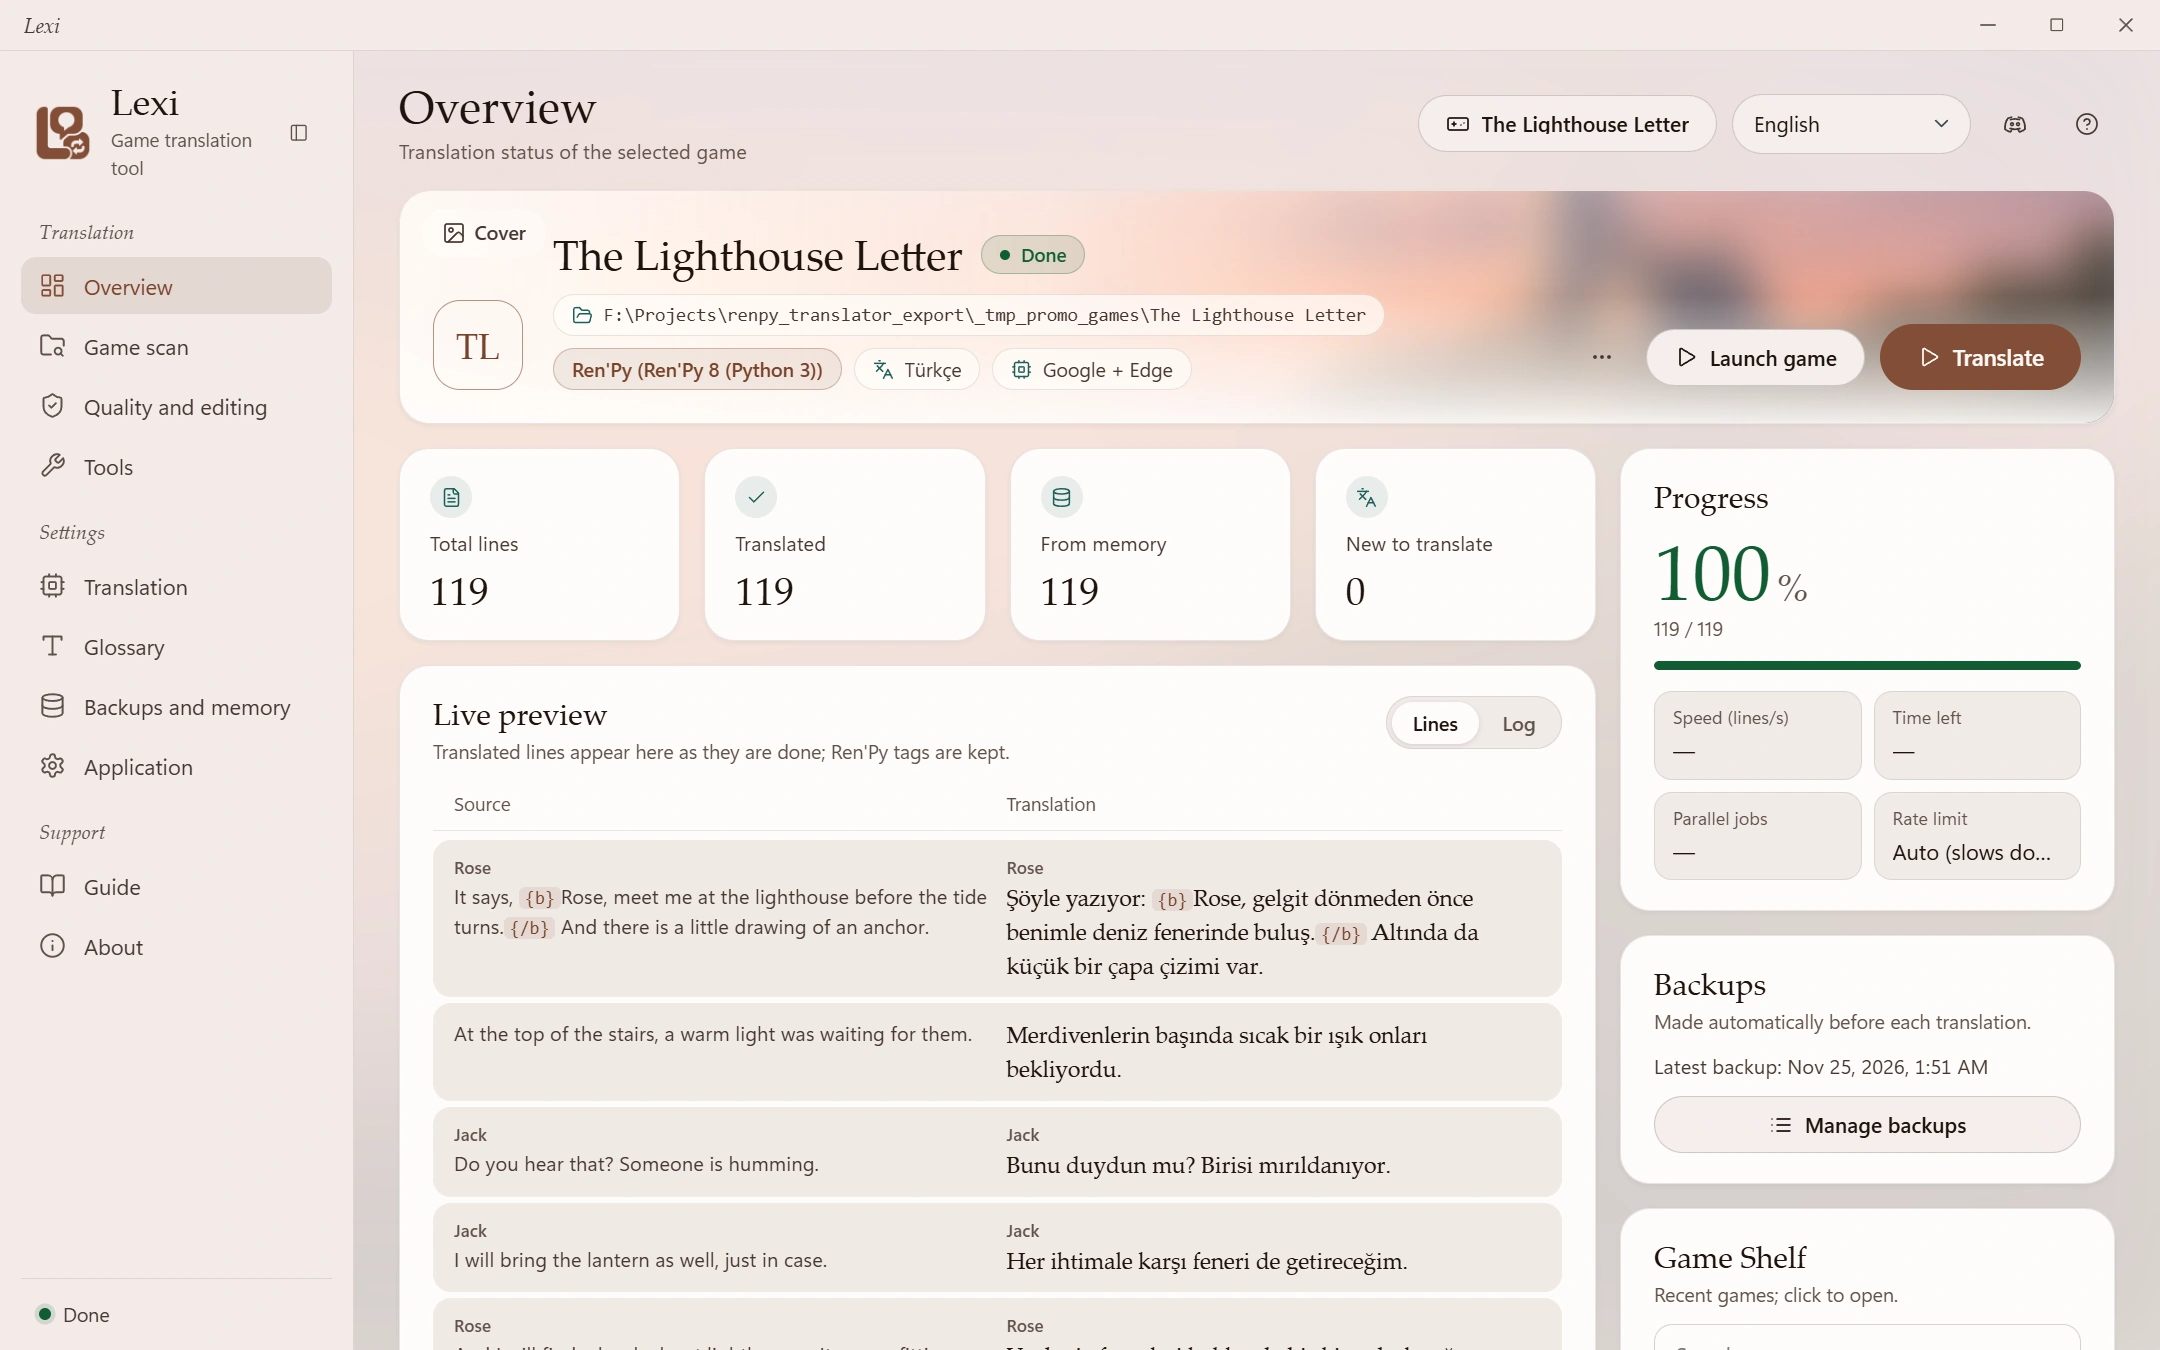 Lexi
Lexi
Game translation
tool
Translation
Overview
Game scan
Quality and editing
Tools
Settings
Translation
Glossary
Backups and memory
Application
Support
Guide
About
Done
Overview
Translation status of the selected game
The Lighthouse Letter
English
Cover
The Lighthouse Letter
Done
TL
F:\Projects\renpy_translator_export\_tmp_promo_games\The Lighthouse Letter
Ren'Py (Ren'Py 8 (Python 3))
Türkçe
Google + Edge
Launch game
Translate
Total lines
119
Translated
119
From memory
119
New to translate
0
Live preview
Translated lines appear here as they are done; Ren'Py tags are kept.
Lines
Log
Source
Translation
Rose
It says, {b}Rose, meet me at the lighthouse before the tide
turns.{/b} And there is a little drawing of an anchor.
Rose
Şöyle yazıyor: {b}Rose, gelgit dönmeden önce
benimle deniz fenerinde buluş.{/b} Altında da
küçük bir çapa çizimi var.
At the top of the stairs, a warm light was waiting for them.
Merdivenlerin başında sıcak bir ışık onları
bekliyordu.
Jack
Do you hear that? Someone is humming.
Jack
Bunu duydun mu? Birisi mırıldanıyor.
Jack
I will bring the lantern as well, just in case.
Jack
Her ihtimale karşı feneri de getireceğim.
Rose
Rose
Progress
100 %
119 / 119
Speed (lines/s)
—
Time left
—
Parallel jobs
—
Rate limit
Auto (slows do...
Backups
Made automatically before each translation.
Latest backup: Nov 25, 2026, 1:51 AM
Manage backups
Game Shelf
Recent games; click to open.